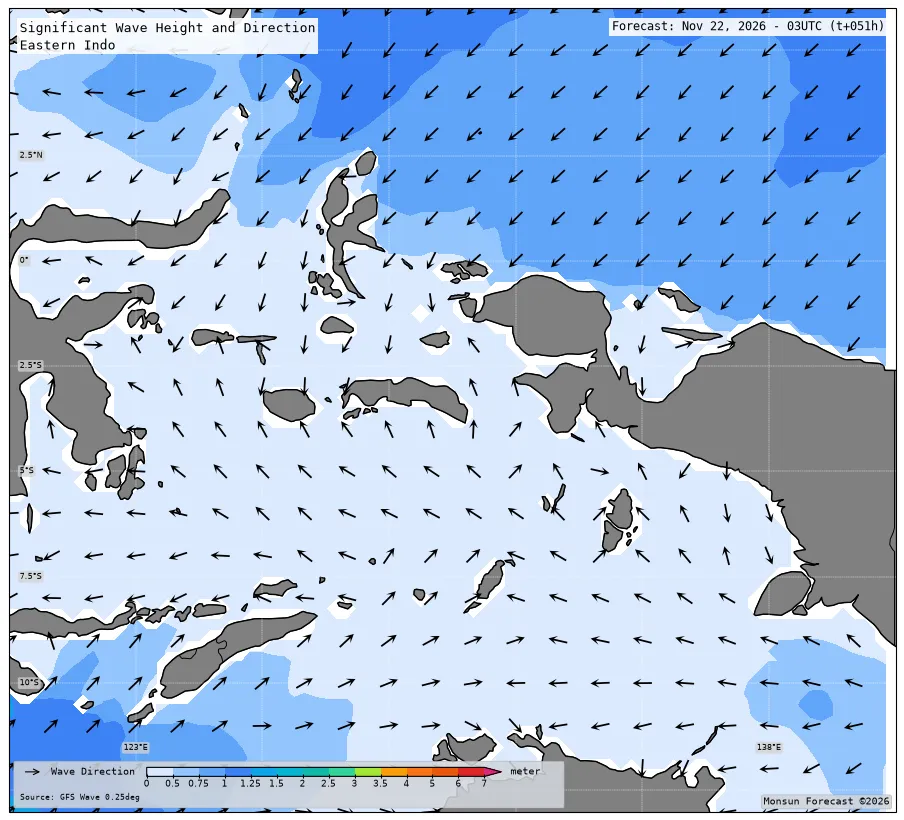 Significant Wave Height and Direction
Eastern Indo
Forecast: Nov 22, 2026 - 03UTC (t+051h)
2.5°N
0°
2.5°S
5°S
7.5°S
10°S
123°E
138°E
Wave Direction
meter
0 0.5 0.75 1.25 1.5 2 2.5 3 3.5 4 5 6 7
Source: GFS Wave 0.25deg
Monsun Forecast ©2026